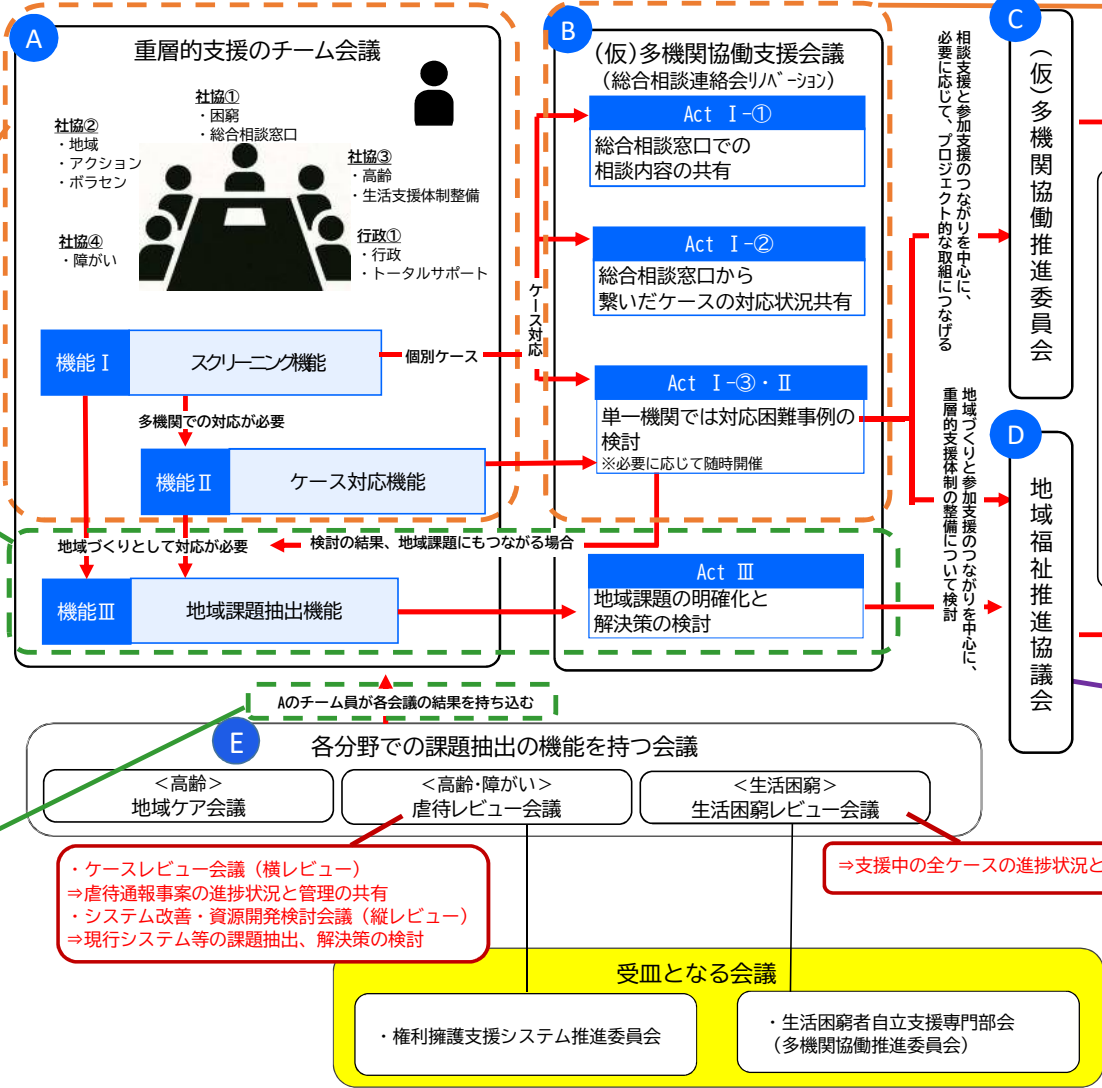 A
重層的支援のチーム会議
社協①
・困窮
・総合相談窓口
社協②
・地域
・アクション
・ボラセン
社協③
・高齢
・生活支援体制整備
社協④
・障がい
行政①
・行政
・トータルサポート
機能Ⅰ
スクリーニング機能
個別ケース
ケース対応
多機関での対応が必要
機能Ⅱ
ケース対応機能
地域づくりとして対応が必要
検討の結果、地域課題にもつながる場合
機能Ⅲ
地域課題抽出機能
B
(仮)多機関協働支援会議
(総合相談連絡会ﾘﾉﾊﾞｰｼｮﾝ)
Act Ⅰ-①
総合相談窓口での
相談内容の共有
Act Ⅰ-②
総合相談窓口から
繋いだケースの対応状況共有
Act Ⅰ-③・Ⅱ
単一機関では対応困難事例の
検討
※必要に応じて随時開催
Act Ⅲ
地域課題の明確化と
解決策の検討
相談支援と参加支援のつながりを中心に、
必要に応じて、プロジェクト的な取組につなげる
C
(仮)多機関協働推進委員会
地域づくりと参加支援のつながりを中心に、
重層的支援体制の整備について検討
D
地域福祉推進協議会
Aのチーム員が各会議の結果を持ち込む
E
各分野での課題抽出の機能を持つ会議
＜高齢＞
地域ケア会議
＜高齢･障がい＞
虐待レビュー会議
＜生活困窮＞
生活困窮レビュー会議
・ケースレビュー会議（横レビュー）
⇒虐待通報事案の進捗状況と管理の共有
・システム改善・資源開発検討会議（縦レビュー）
⇒現行システム等の課題抽出、解決策の検討
⇒支援中の全ケースの進捗状況と
受皿となる会議
・権利擁護支援システム推進委員会
・生活困窮者自立支援専門部会
（多機関協働推進委員会）